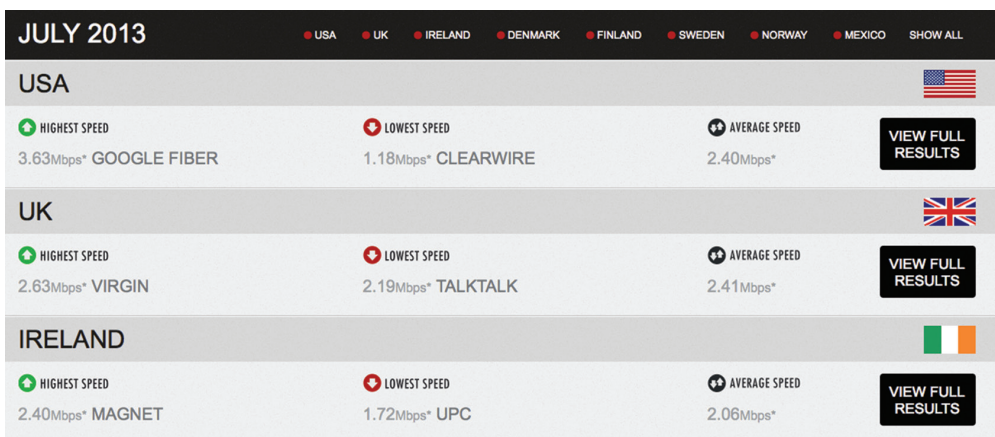 JULY 2013 USA UK IRELAND DENMARK FINLAND SWEDEN NORWAY MEXICO SHOW ALL
USA
HIGHEST SPEED LOWEST SPEED AVERAGE SPEED
3.63Mbps* GOOGLE FIBER 1.18Mbps* CLEARWIRE 2.40Mbps*
VIEW FULL
RESULTS
UK
HIGHEST SPEED LOWEST SPEED AVERAGE SPEED
2.63Mbps* VIRGIN 2.19Mbps* TALKTALK 2.41Mbps*
VIEW FULL
RESULTS
IRELAND
HIGHEST SPEED LOWEST SPEED AVERAGE SPEED
2.40Mbps* MAGNET 1.72Mbps* UPC 2.06Mbps*
VIEW FULL
RESULTS